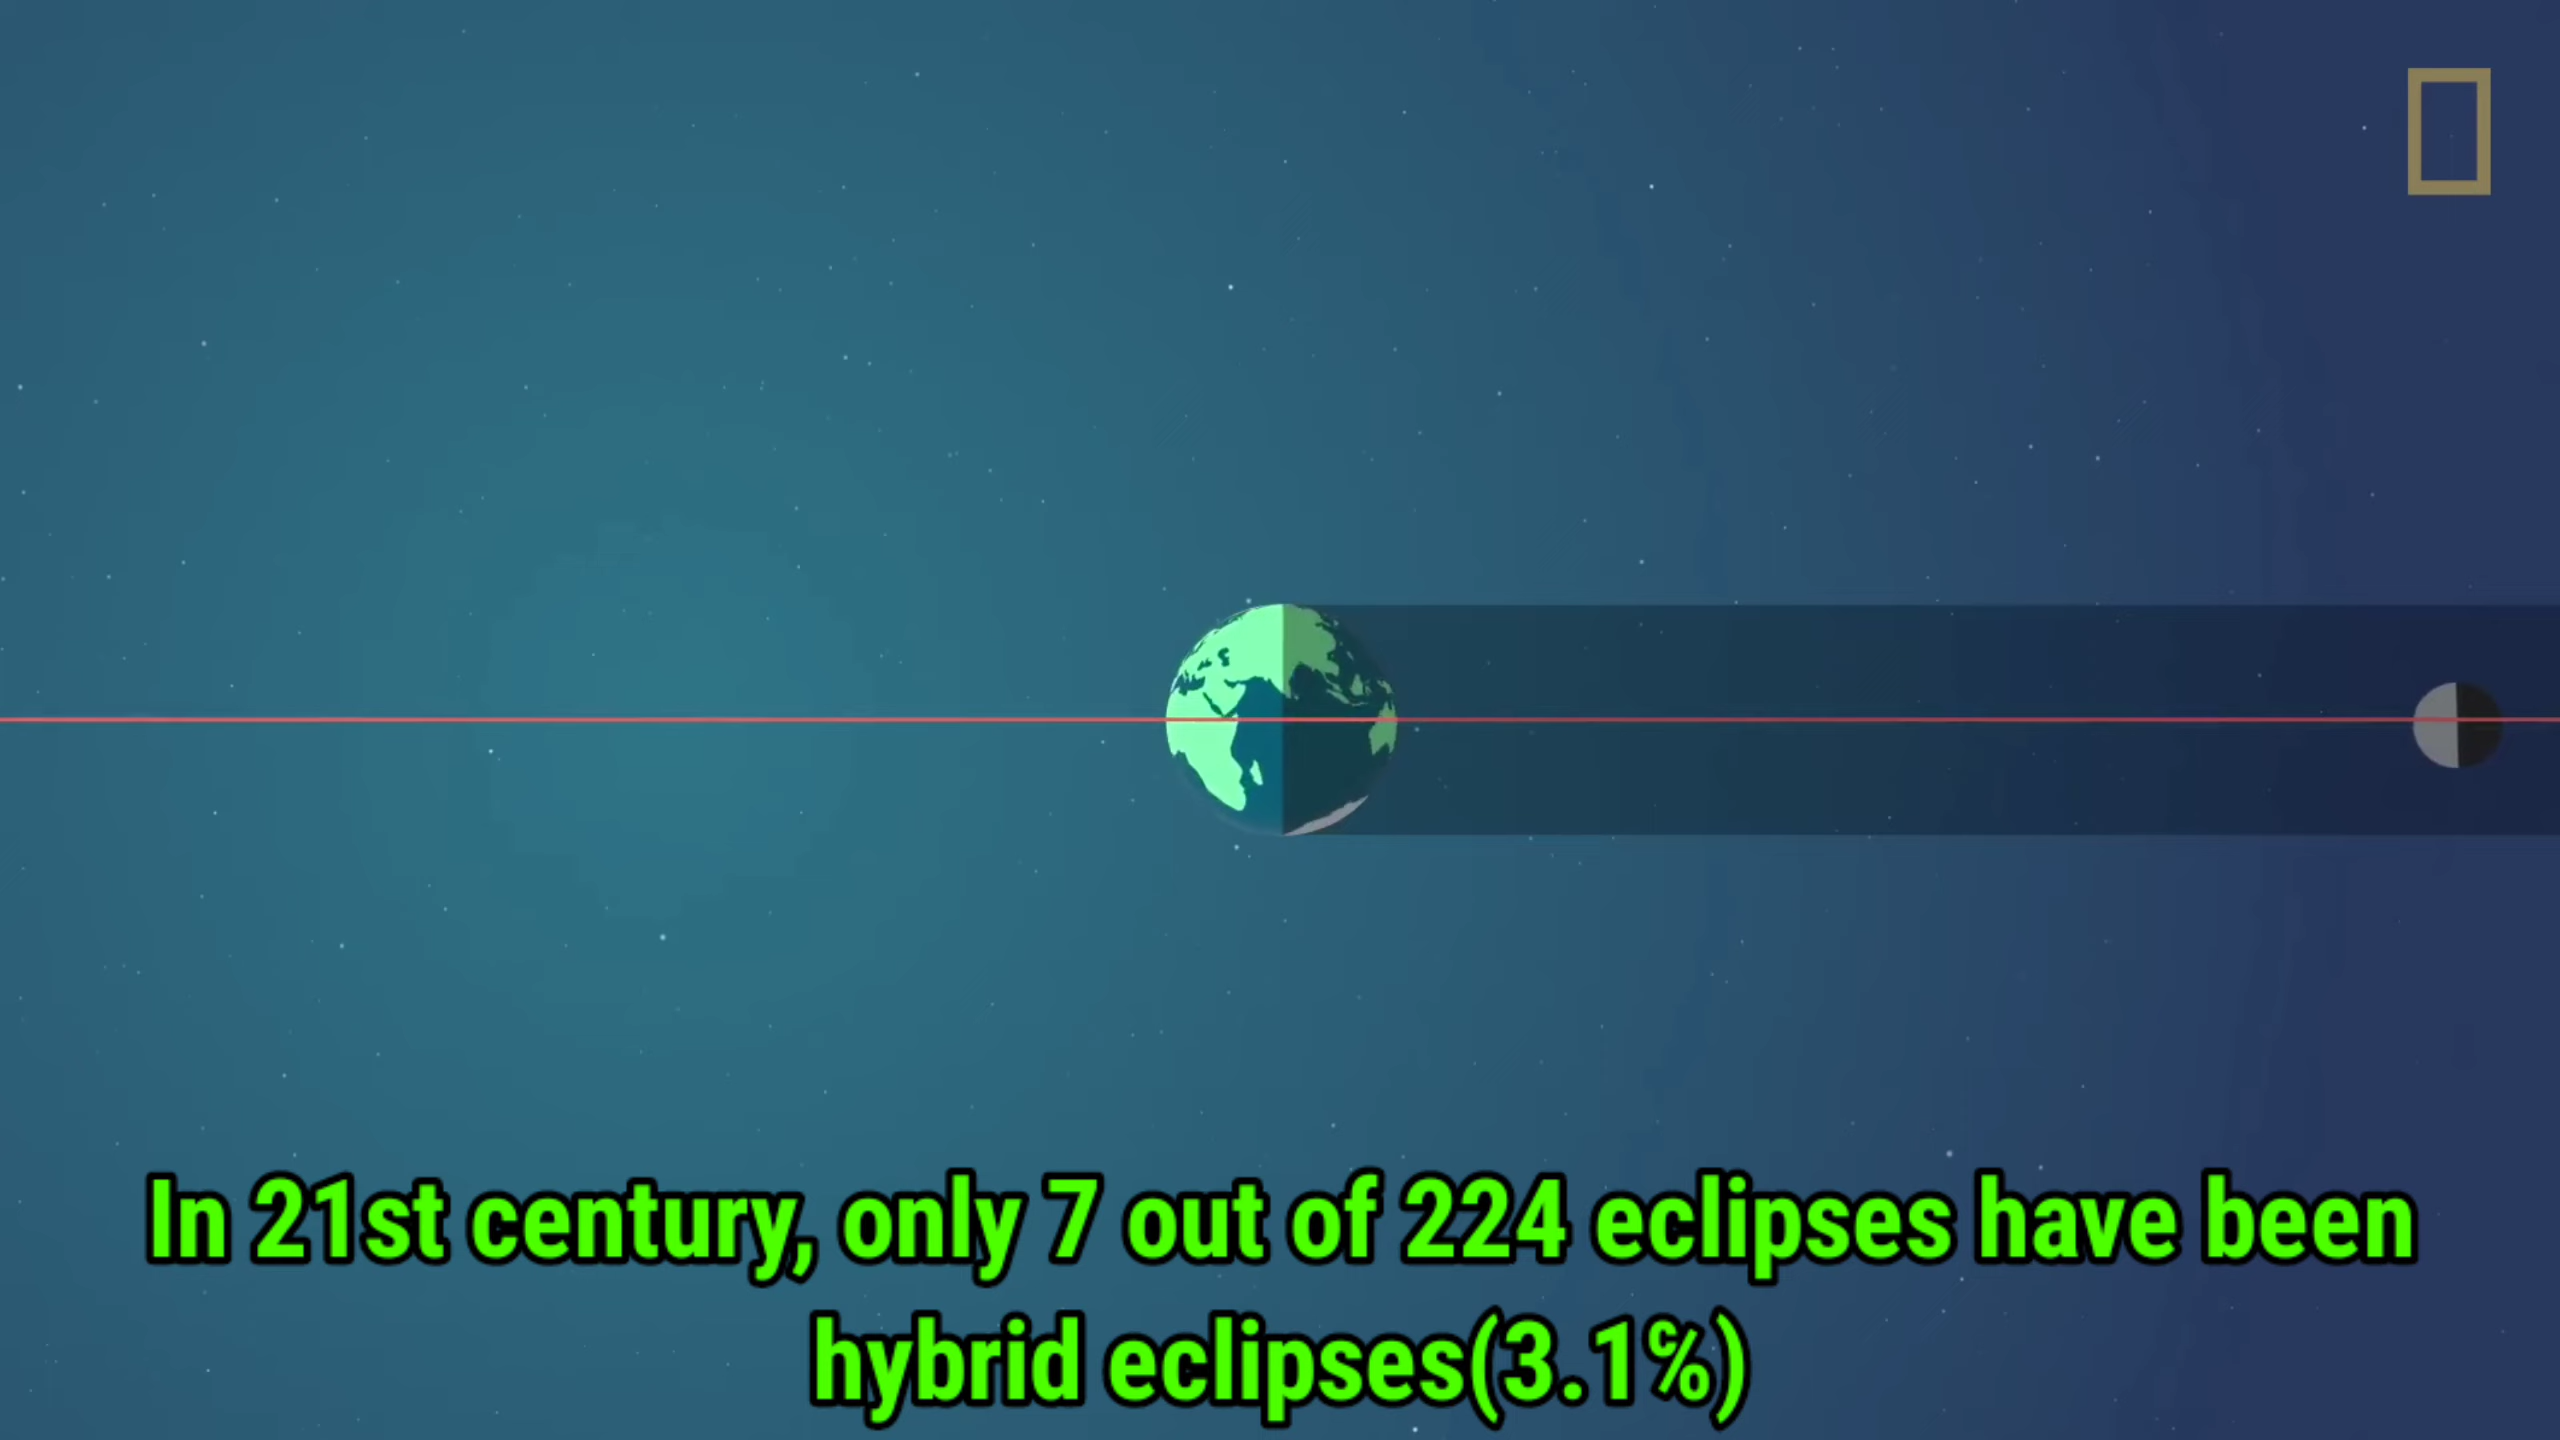 In 21st century, only 7 out of 224 eclipses have been
hybrid eclipses(3.1%)